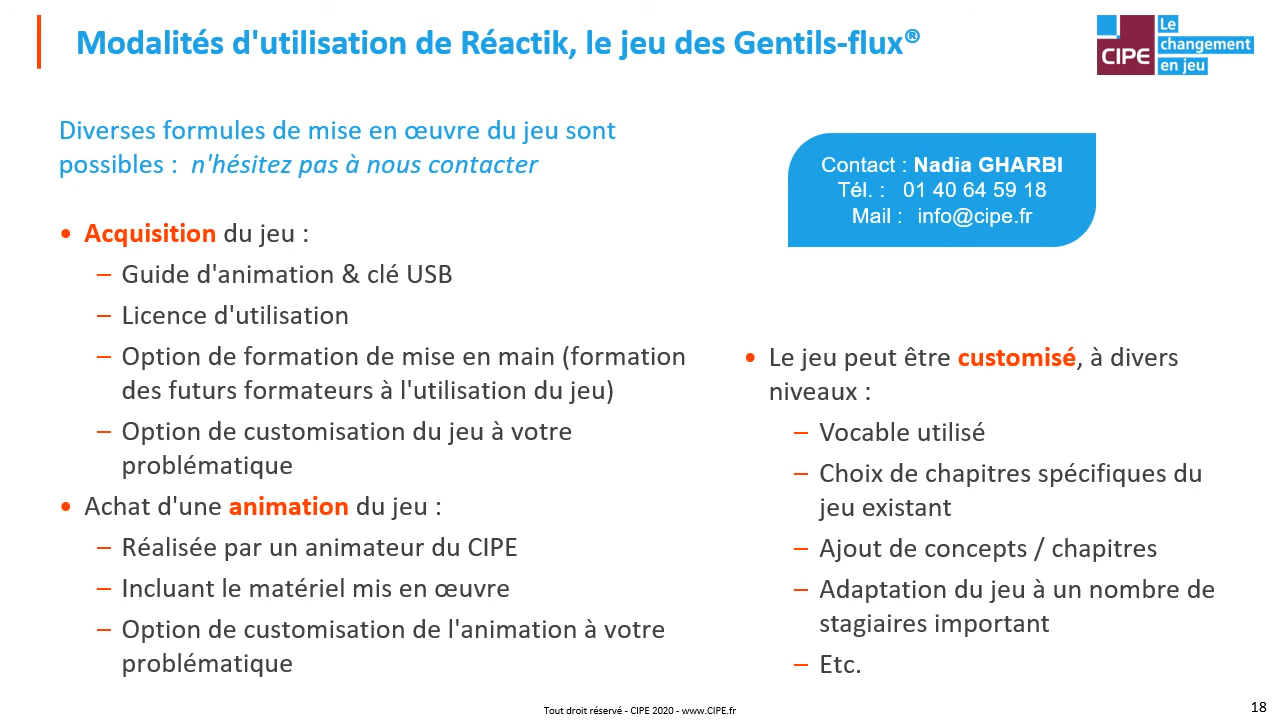 Modalités d'utilisation de Réactik, le jeu des Gentils-flux®
CIPE
Le
changement
en jeu
Diverses formules de mise en œuvre du jeu sont
possibles : n'hésitez pas à nous contacter
Contact : Nadia GHARBI
Tél. : 01 40 64 59 18
Mail : info@cipe.fr
• Acquisition du jeu :
– Guide d'animation & clé USB
– Licence d'utilisation
– Option de formation de mise en main (formation
des futurs formateurs à l'utilisation du jeu)
– Option de customisation du jeu à votre
problématique
• Achat d'une animation du jeu :
– Réalisée par un animateur du CIPE
– Incluant le matériel mis en œuvre
– Option de customisation de l'animation à votre
problématique
• Le jeu peut être customisé, à divers
niveaux :
– Vocable utilisé
– Choix de chapitres spécifiques du
jeu existant
– Ajout de concepts / chapitres
– Adaptation du jeu à un nombre de
stagiaires important
– Etc.
Tout droit réservé - CIPE 2020 - www.CIPE.fr
18